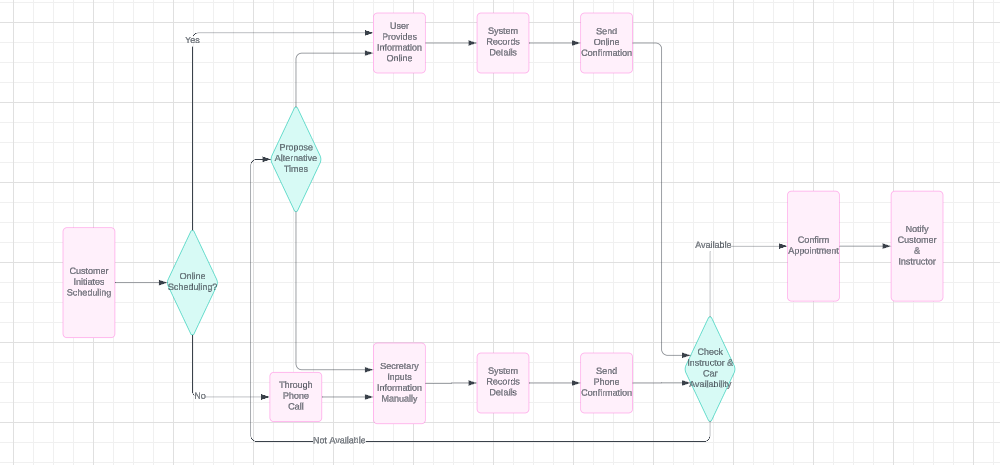 User
Provides
Information
Online
System
Records
Details
Send
Online
Confirmation
Yes
Propose
Alternative
Times
Customer
Initiates
Scheduling
Online
Scheduling?
Available
Confirm
Appointment
Notify
Customer
&
Instructor
No
Through
Phone
Call
Secretary
Inputs
Information
Manually
System
Records
Details
Send
Phone
Confirmation
Check
Instructor &
Car
Availability
Not Available